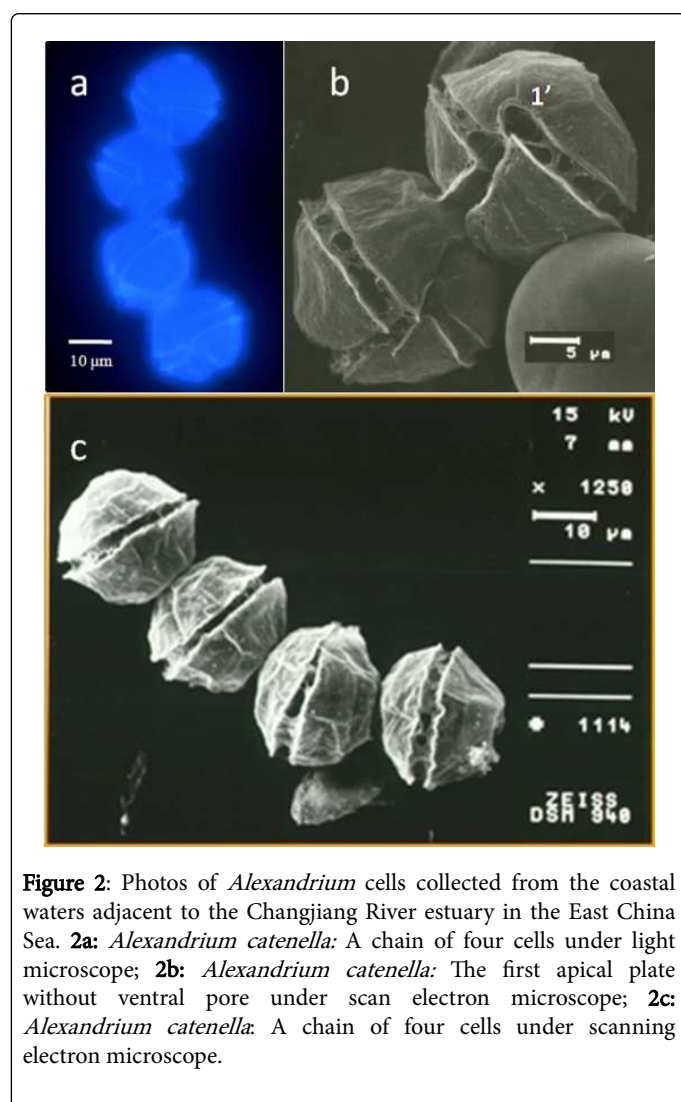 a
10 µm
b
1'
5 µm
c
15 kV
7 mm
x 1250
10 µm
1114
ZEISS
DSM 940
Figure 2: Photos of Alexandrium cells collected from the coastal
waters adjacent to the Changjiang River estuary in the East China
Sea. 2a: Alexandrium catenella: A chain of four cells under light
microscope; 2b: Alexandrium catenella: The first apical plate
without ventral pore under scan electron microscope; 2c:
Alexandrium catenella: A chain of four cells under scanning
electron microscope.